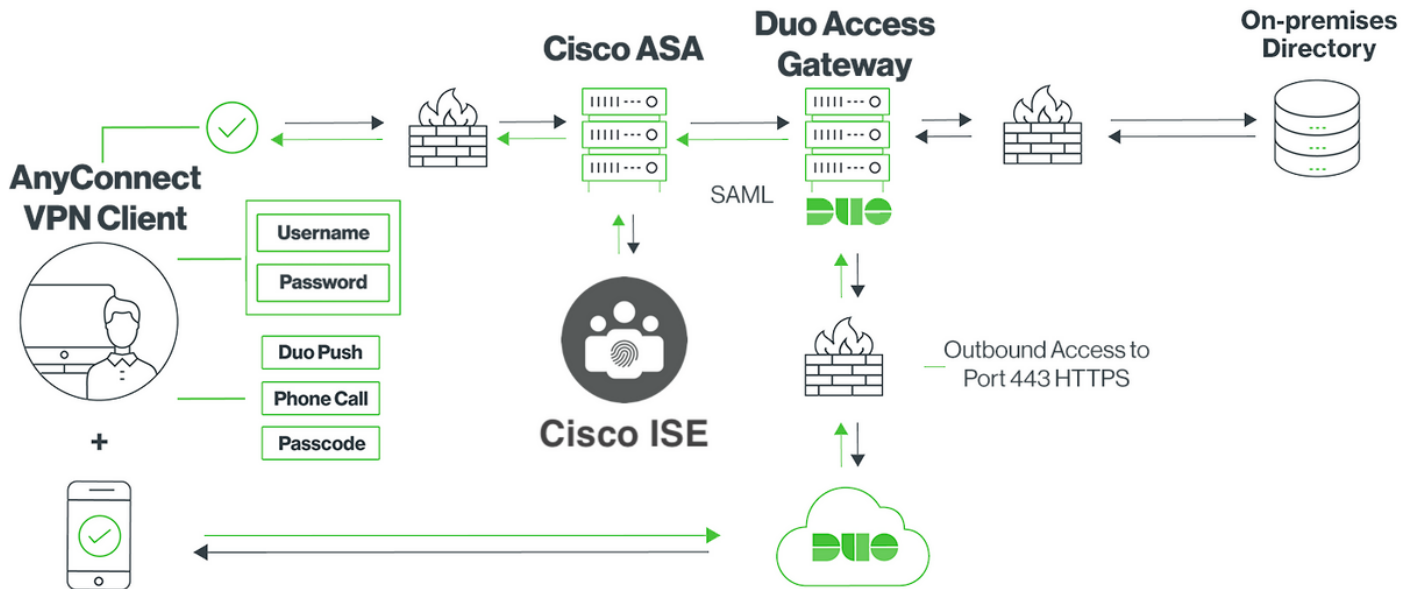 Cisco ASA
Duo Access
Gateway
On-premises
Directory
AnyConnect
VPN Client
Username
Password
SAML
DUO
Duo Push
Phone Call
Passcode
Cisco ISE
Outbound Access to
Port 443 HTTPS
+
DUO